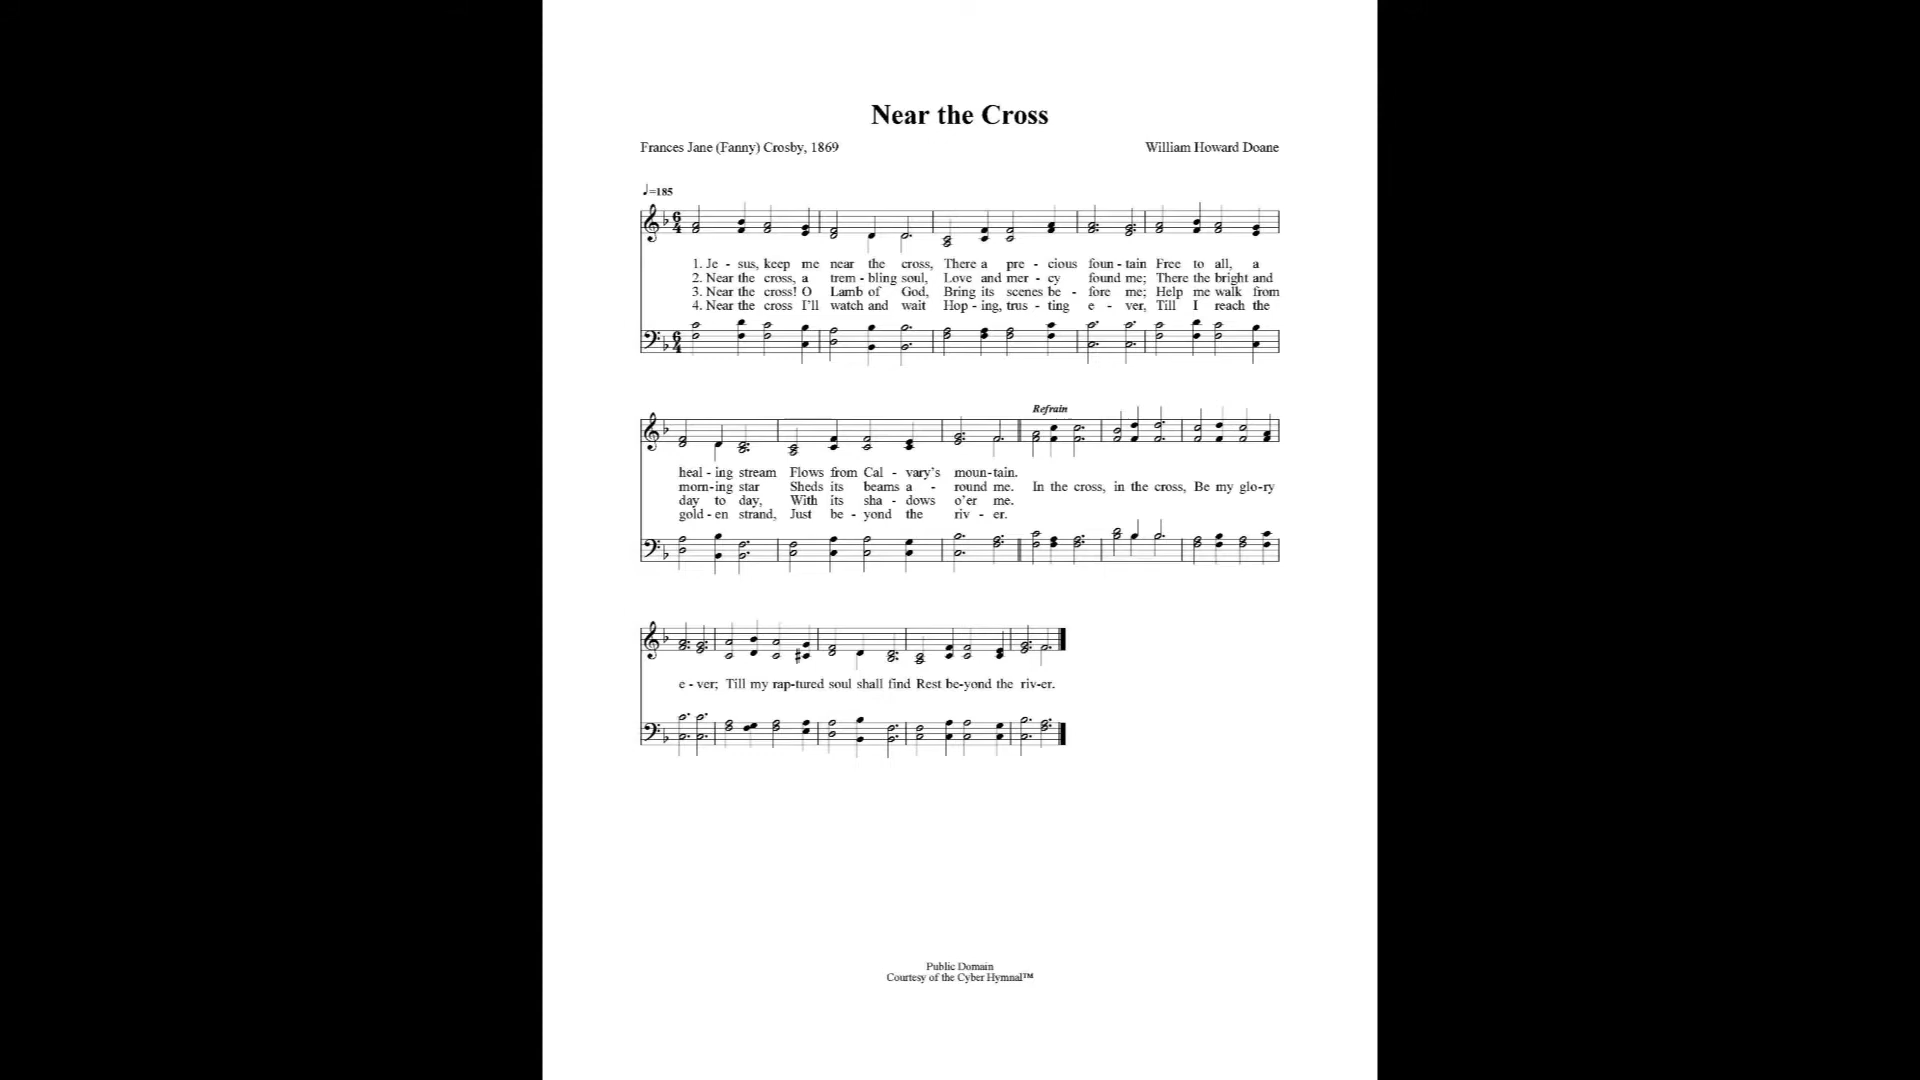 Near the Cross
Frances Jane (Fanny) Crosby, 1869
William Howard Doane
♩=185
1. Je - sus, keep me near the cross, There a pre - cious foun - tain Free to all, a
2. Near the cross, a trem - bling soul, Love and mer - cy found me; There the bright and
3. Near the cross! O Lamb of God, Bring its scenes be - fore me; Help me walk from
4. Near the cross I'll watch and wait Hop - ing, trus - ting e - ver, Till I reach the
Refrain
heal - ing stream Flows from Cal - vary's moun - tain.
morn - ing star Sheds its beams a - round me. In the cross, in the cross, Be my glo - ry
day to day, With its sha - dows o'er me.
gold - en strand, Just be - yond the riv - er.
e - ver; Till my rap - tured soul shall find Rest be - yond the riv - er.
Public Domain
Courtesy of the Cyber Hymnal™